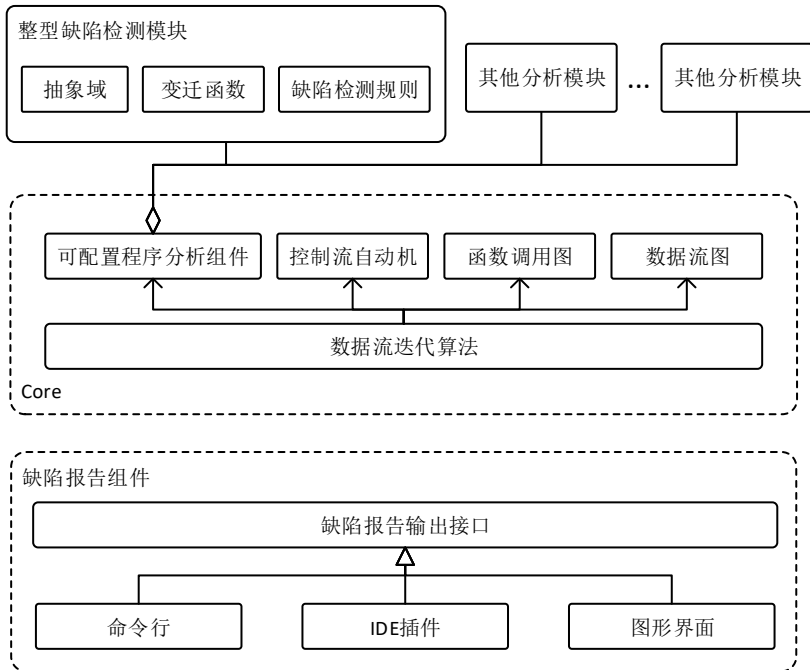 整型缺陷检测模块
抽象域
变迁函数
缺陷检测规则
其他分析模块
...
其他分析模块
可配置程序分析组件
控制流自动机
函数调用图
数据流图
数据流迭代算法
Core
缺陷报告组件
缺陷报告输出接口
命令行
IDE插件
图形界面